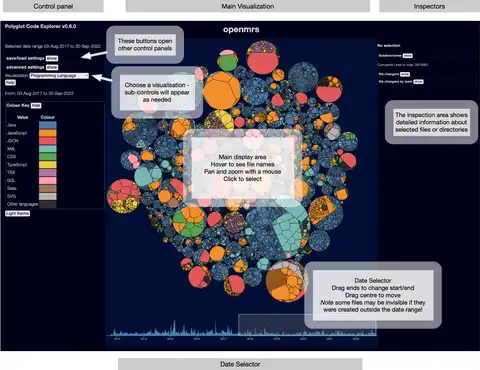 Control panel
Main Visualization
Inspectors
Polyglot Code Explorer v0.6.0
openmrs
Selected date range 03 Aug-2017 to 30 Sep-2022
save/load settings show
advanced settings show
Visualisation Programming Language
help
From: 03-Aug-2017 to 30-Sep-2022
Colour Key hide
Value Colour
Java
JavaScript
JSON
XML
CSS
TypeScript
TSX
SQL
Sass
SVG
Other languages
Light theme
These buttons open
other control panels
Choose a visualisation -
sub-controls will appear
as needed
Main display area
Hover to see file names
Pan and zoom with a mouse
Click to select
No selection
The inspection area shows
detailed information about
selected files or directories
Date Selector
Drag ends to change start/end
Drag centre to move
Note some files may be invisible if they
were created outside the date range!
Date Selector